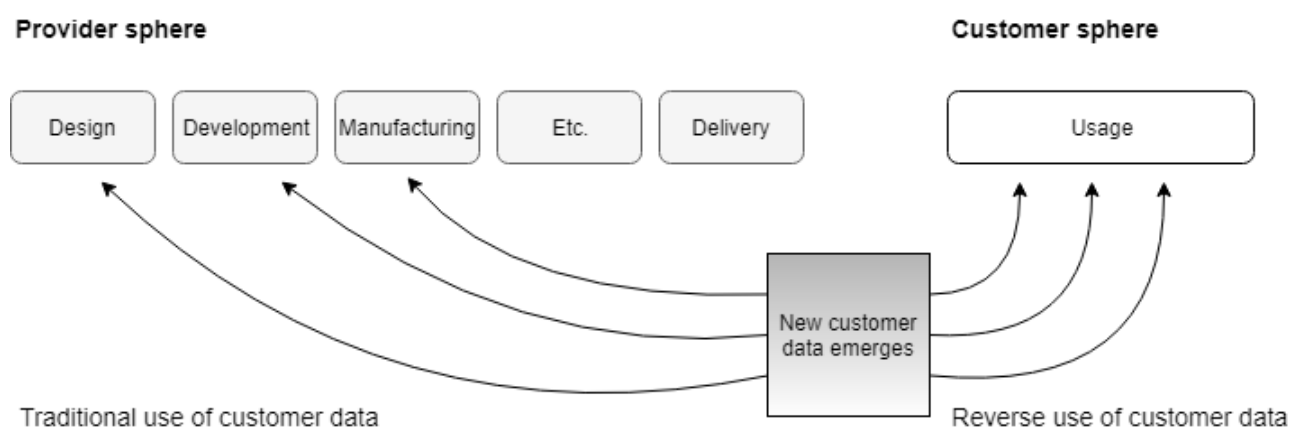 Provider sphere
Customer sphere
Design
Development
Manufacturing
Etc.
Delivery
Usage
New customer
data emerges
Traditional use of customer data
Reverse use of customer data